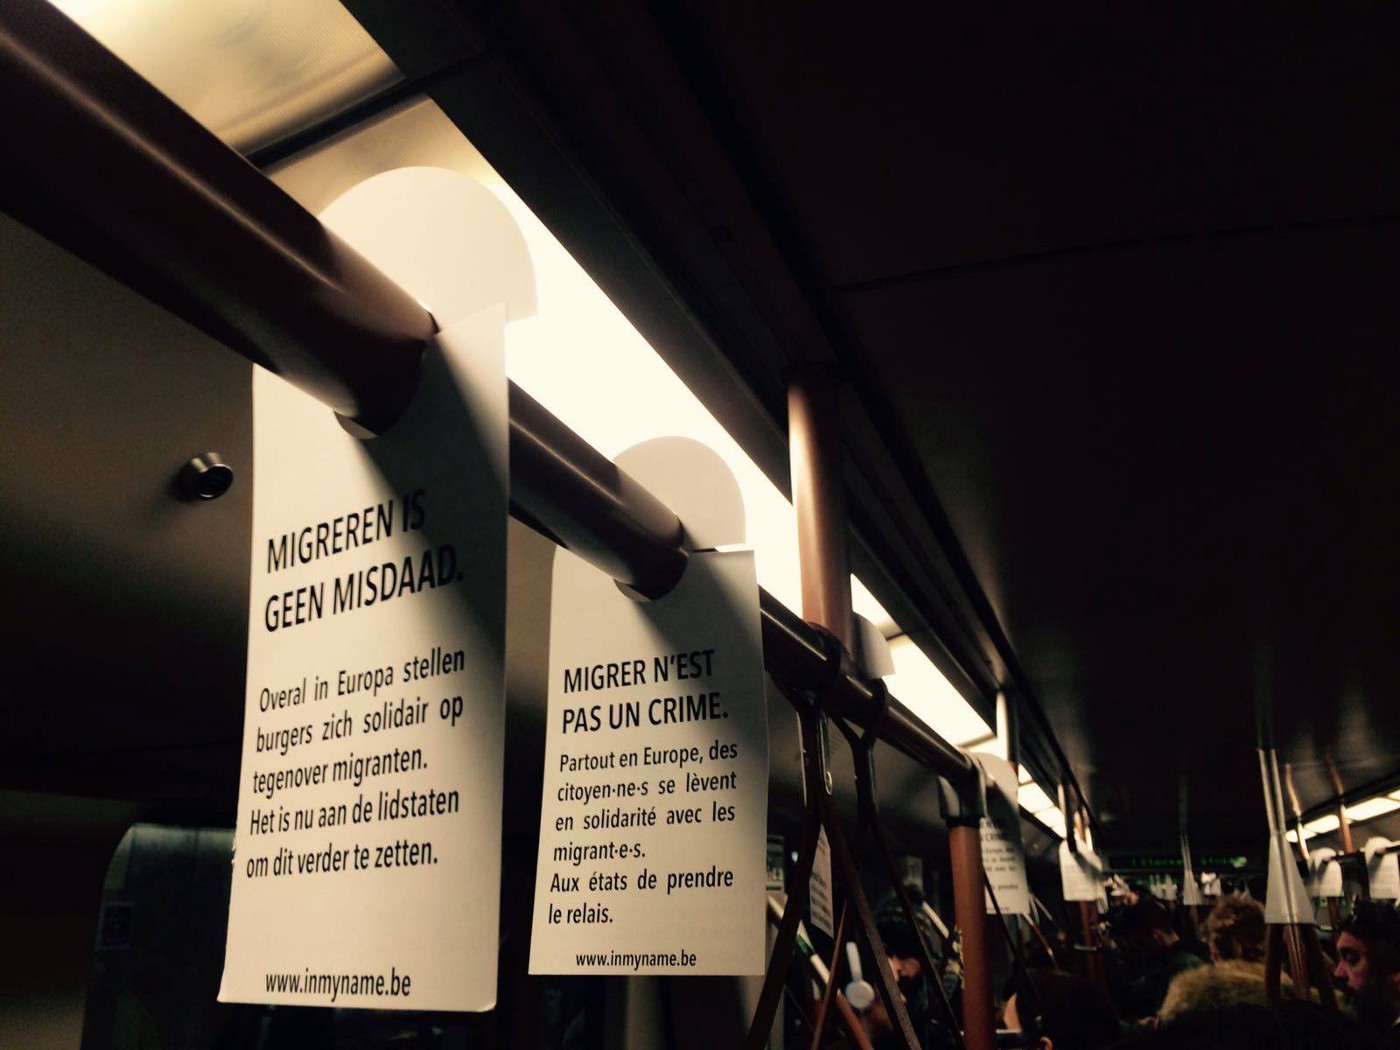 MIGREREN IS
GEEN MISDAAD.
Overal in Europa stellen
burgers zich solidair op
tegenover migranten.
Het is nu aan de lidstaten
om dit verder te zetten.
www.inmyname.be
MIGRER N'EST
PAS UN CRIME.
Partout en Europe, des
citoyen·ne·s se lèvent
en solidarité avec les
migrant·e·s.
Aux états de prendre
le relais.
www.inmyname.be